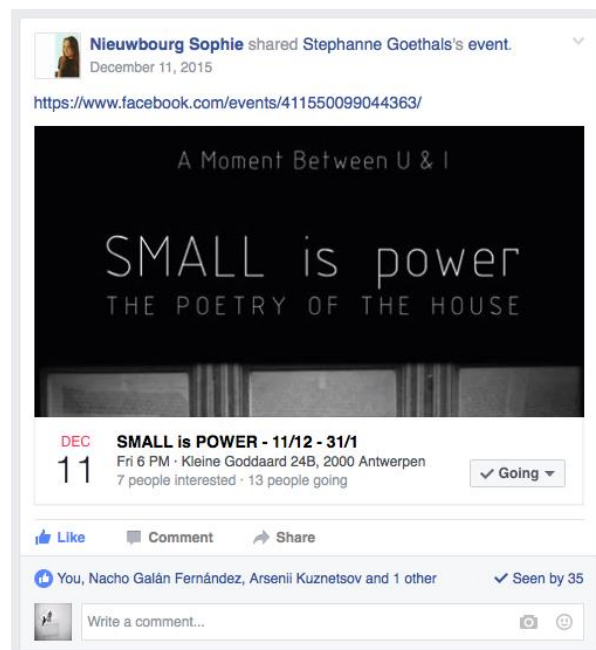 Nieuwbourg Sophie shared Stephanne Goethals's event.
December 11, 2015
https://www.facebook.com/events/411550099044363/
A Moment Between U & I
SMALL is power
THE POETRY OF THE HOUSE
DEC
11
SMALL is POWER - 11/12 - 31/1
Fri 6 PM · Kleine Goddaard 24B, 2000 Antwerpen
7 people interested · 13 people going
Going
Like Comment Share
You, Nacho Galán Fernández, Arsenii Kuznetsov and 1 other Seen by 35
Write a comment...